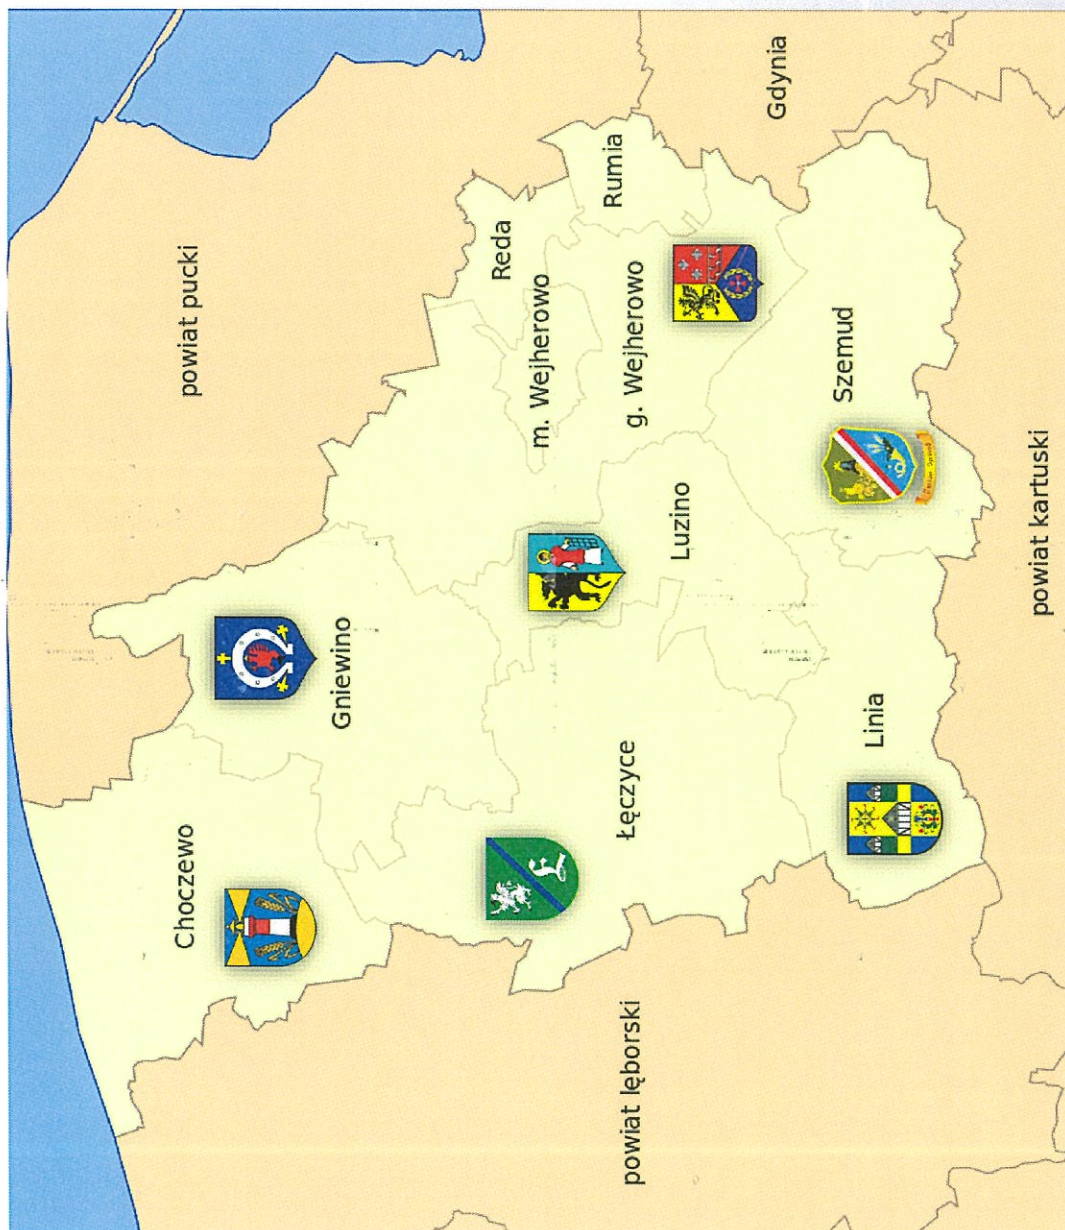 powiat pucki
Choczewo
Gniewino
Reda
m. Wejherowo
Rumia
g. Wejherowo
Gdynia
Łęczyce
Luzino
Szemud
Linia
powiat lęborski
powiat kartuski